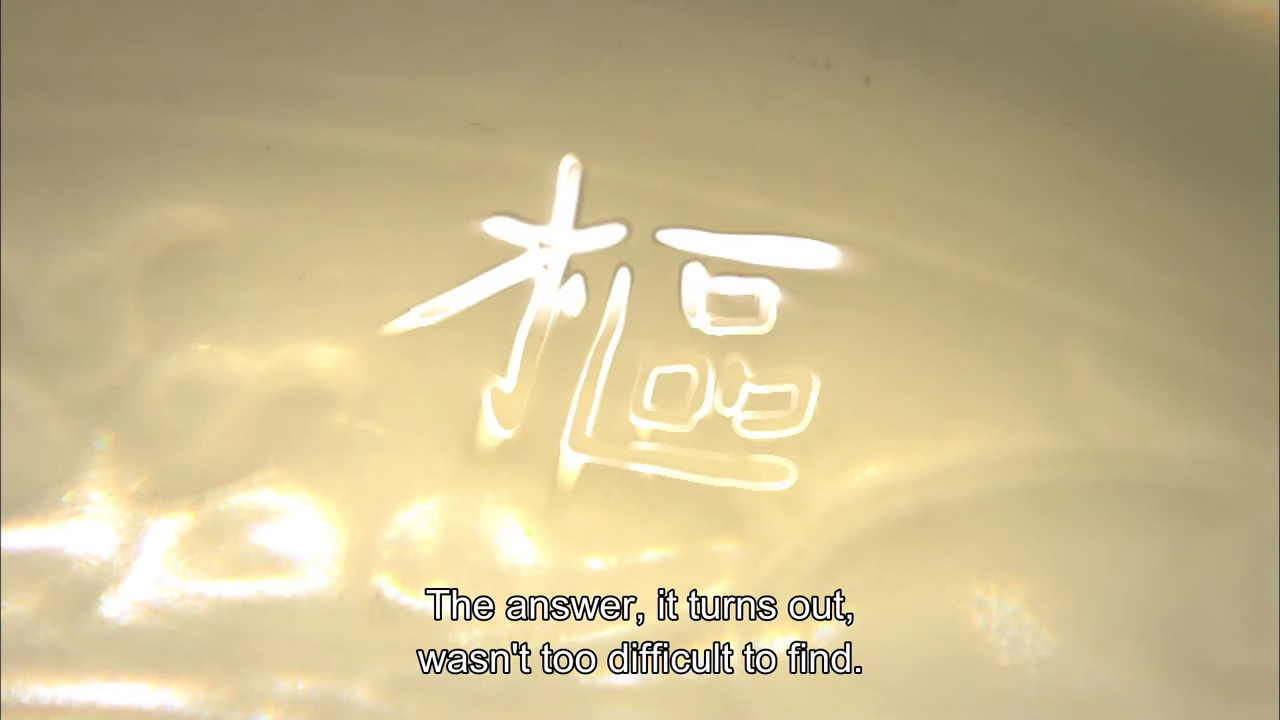 樞
The answer, it turns out,
wasn't too difficult to find.